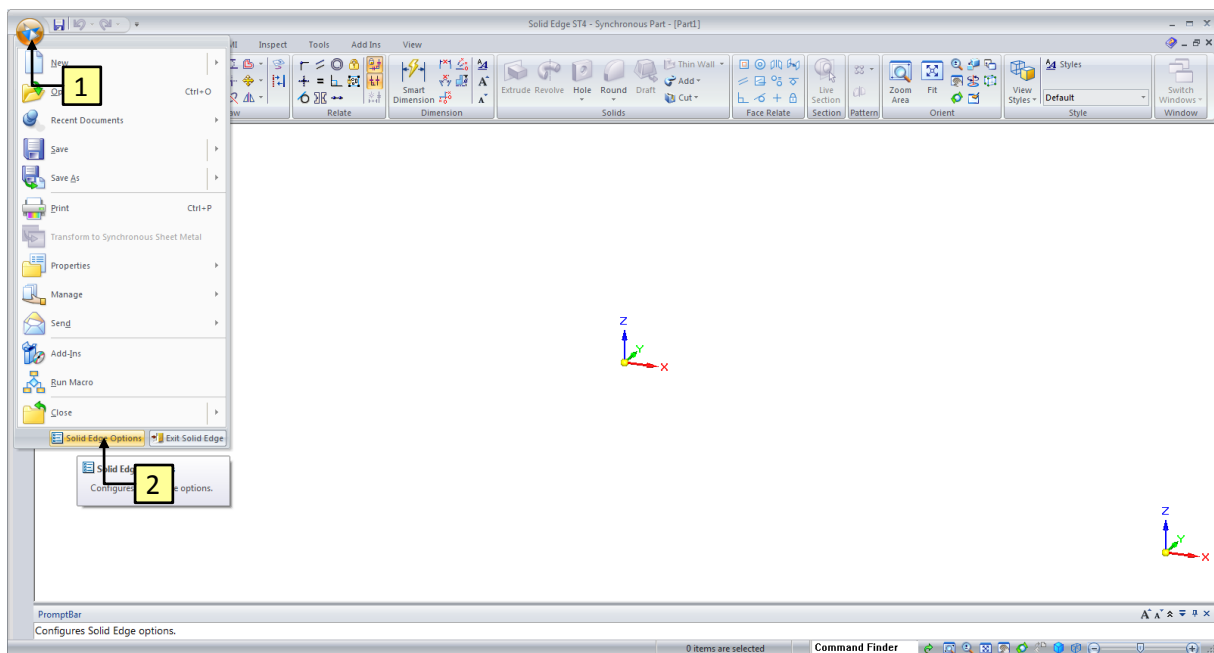 Solid Edge ST4 - Synchronous Part - [Part1]
Inspect Tools Add Ins View
New
1
Ctrl+O
Recent Documents
Save
Save As
Print Ctrl+P
Transform to Synchronous Sheet Metal
Properties
Manage
Send
Add-Ins
Run Macro
Close
Solid Edge Options Exit Solid Edge
2
Configures options.
Smart Dimension
Extrude Revolve Hole Round Draft
Thin Wall
Add
Cut
Live Section
Zoom Area
Fit
View Styles
Styles
Default
Switch Windows
Relate Dimension Solids Face Relate Section Pattern Orient Style Window
Z
Y
X
Z
Y
X
PromptBar
Configures Solid Edge options.
0 items are selected Command Finder